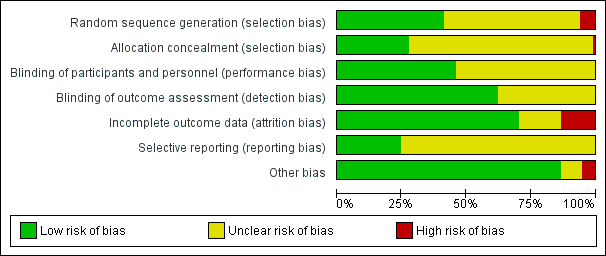 Random sequence generation (selection bias)
Allocation concealment (selection bias)
Blinding of participants and personnel (performance bias)
Blinding of outcome assessment (detection bias)
Incomplete outcome data (attrition bias)
Selective reporting (reporting bias)
Other bias
0% 25% 50% 75% 100%
Low risk of bias Unclear risk of bias High risk of bias